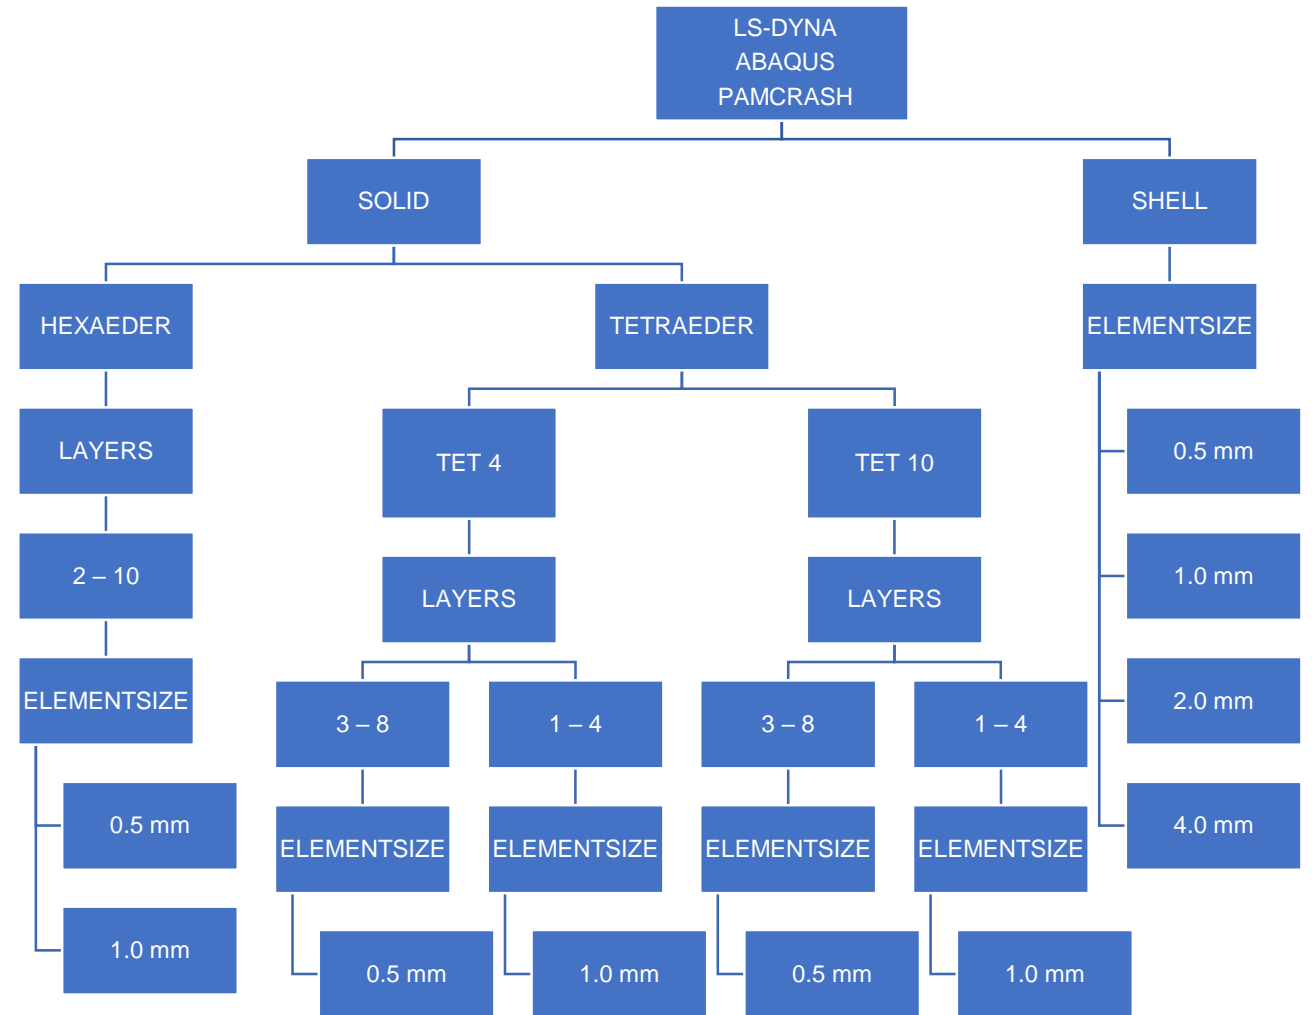 LS-DYNA
ABAQUS
PAMCRASH
SOLID
SHELL
HEXAEDER
TETRAEDER
ELEMENTSIZE
LAYERS
TET 4
TET 10
0.5 mm
2 – 10
LAYERS
LAYERS
1.0 mm
ELEMENTSIZE
3 – 8
1 – 4
3 – 8
1 – 4
2.0 mm
0.5 mm
ELEMENTSIZE
ELEMENTSIZE
ELEMENTSIZE
ELEMENTSIZE
4.0 mm
1.0 mm
0.5 mm
1.0 mm
0.5 mm
1.0 mm